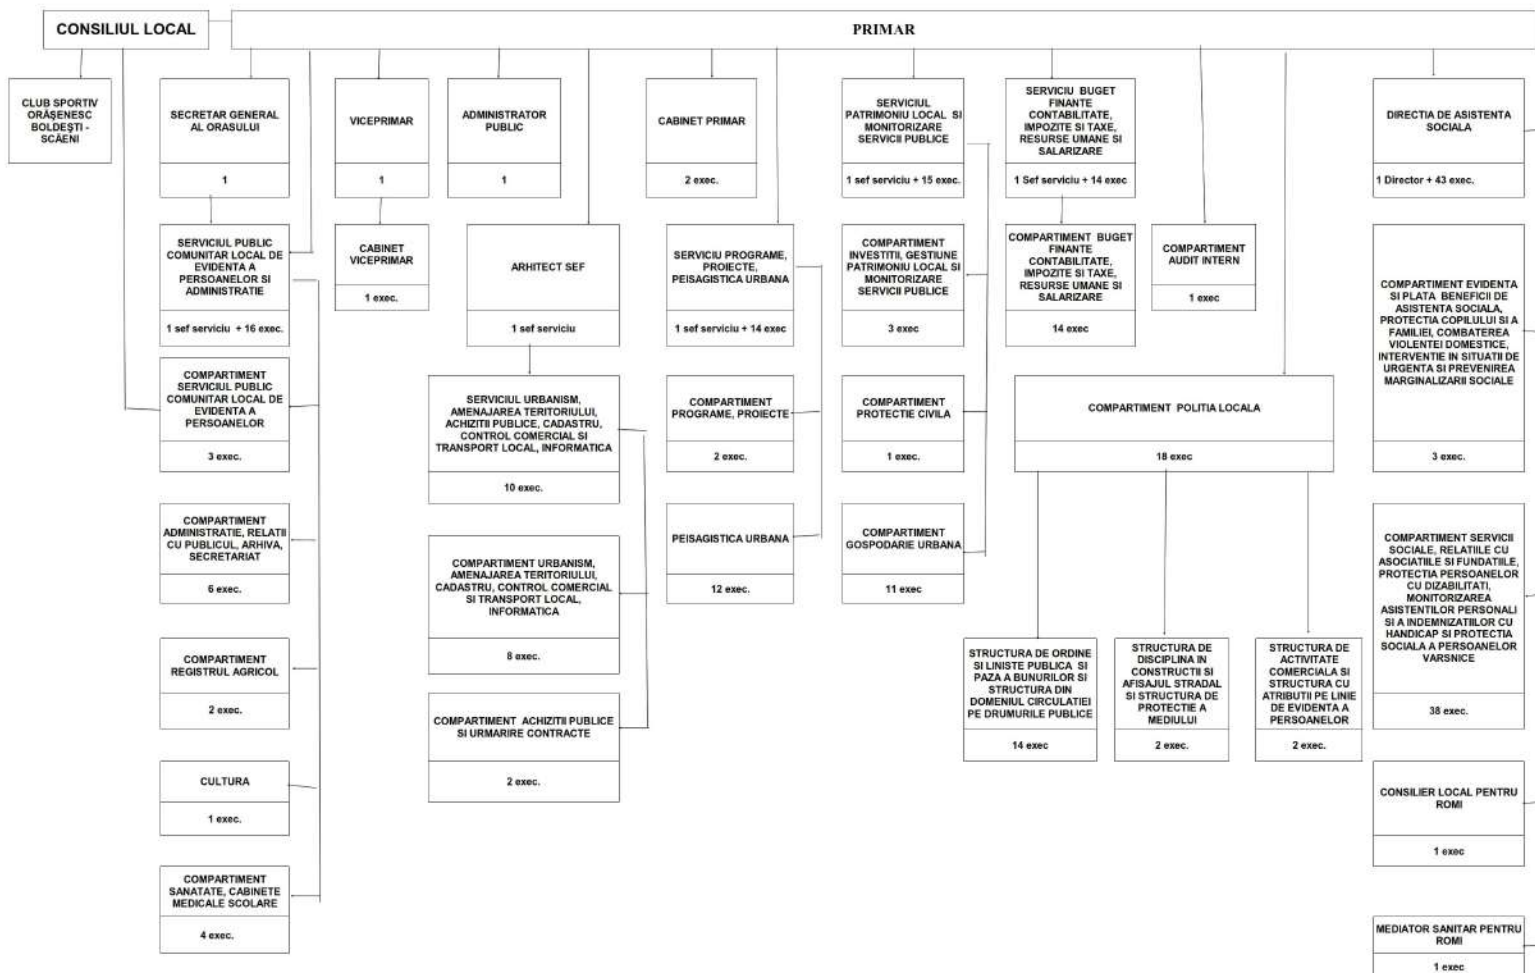 CONSILIUL LOCAL
PRIMAR
CLUB SPORTIV
ORĂȘENESC
BOLDEȘTI -
SCĂENI
SECRETAR GENERAL
AL ORASULUI
1
VICEPRIMAR
1
ADMINISTRATOR
PUBLIC
1
CABINET PRIMAR
2 exec.
SERVICIUL
PATRIMONIU LOCAL SI
MONITORIZARE
SERVICII PUBLICE
1 sef serviciu + 15 exec.
SERVICIU BUGET
FINANTE
CONTABILITATE,
IMPOZITE SI TAXE,
RESURSE UMANE SI
SALARIZARE
1 Sef serviciu + 14 exec
DIRECTIA DE ASISTENTA
SOCIALA
1 Director + 43 exec.
SERVICIUL PUBLIC
COMUNITAR LOCAL DE
EVIDENTA A
PERSOANELOR SI
ADMINISTRATIE
1 sef serviciu + 16 exec.
CABINET
VICEPRIMAR
1 exec.
ARHITECT SEF
1 sef serviciu
SERVICIU PROGRAME,
PROIECTE,
PEISAGISTICA URBANA
1 sef serviciu + 14 exec
COMPARTIMENT
INVESTITII, GESTIUNE
PATRIMONIU LOCAL SI
MONITORIZARE
SERVICII PUBLICE
3 exec
COMPARTIMENT BUGET
FINANTE
CONTABILITATE,
IMPOZITE SI TAXE,
RESURSE UMANE SI
SALARIZARE
14 exec
COMPARTIMENT
AUDIT INTERN
1 exec
COMPARTIMENT EVIDENTA
SI PLATA BENEFICII DE
ASISTENTA SOCIALA,
PROTECTIA COPILULUI SI A
FAMILIEI, COMBATEREA
VIOLENTEI DOMESTICE,
INTERVENTIE IN SITUATII DE
URGENTA SI PREVENIREA
MARGINALIZARII SOCIALE
3 exec.
COMPARTIMENT
SERVICIUL PUBLIC
COMUNITAR LOCAL DE
EVIDENTA A
PERSOANELOR
3 exec.
SERVICIUL URBANISM,
AMENAJAREA TERITORIULUI,
ACHIZITII PUBLICE, CADASTRU,
CONTROL COMERCIAL SI
TRANSPORT LOCAL, INFORMATICA
10 exec.
COMPARTIMENT
PROGRAME, PROIECTE
2 exec.
COMPARTIMENT
PROTECTIE CIVILA
1 exec.
COMPARTIMENT POLITIA LOCALA
18 exec
COMPARTIMENT
ADMINISTRATIE, RELATII
CU PUBLICUL, ARHIVA,
SECRETARIAT
6 exec.
COMPARTIMENT URBANISM,
AMENAJAREA TERITORIULUI,
CADASTRU, CONTROL COMERCIAL
SI TRANSPORT LOCAL,
INFORMATICA
8 exec.
PEISAGISTICA URBANA
12 exec.
COMPARTIMENT
GOSPODARIE URBANA
11 exec
COMPARTIMENT SERVICII
SOCIALE, RELATIILE CU
ASOCIATIILE SI FUNDATIILE,
PROTECTIA PERSOANELOR
CU DIZABILITATI,
MONITORIZAREA
ASISTENTILOR PERSONALI
SI A INDEMNIZATIILOR CU
HANDICAP SI PROTECTIA
SOCIALA A PERSOANELOR
VARSNICE
38 exec.
COMPARTIMENT
REGISTRUL AGRICOL
2 exec.
COMPARTIMENT ACHIZITII PUBLICE
SI URMARIRE CONTRACTE
2 exec.
STRUCTURA DE ORDINE
SI LINISTE PUBLICA SI
PAZA A BUNURILOR SI
STRUCTURA DIN
DOMENIUL CIRCULATIEI
PE DRUMURILE PUBLICE
14 exec
STRUCTURA DE
DISCIPLINA IN
CONSTRUCTII SI
AFISAJUL STRADAL
SI STRUCTURA DE
PROTECTIE A
MEDIULUI
2 exec.
STRUCTURA DE
ACTIVITATE
COMERCIALA SI
STRUCTURA CU
ATRIBUTII PE LINIE
DE EVIDENTA A
PERSOANELOR
2 exec.
CULTURA
1 exec.
CONSILIER LOCAL PENTRU
ROMI
1 exec
COMPARTIMENT
SANATATE, CABINETE
MEDICALE SCOLARE
4 exec.
MEDIATOR SANITAR PENTRU
ROMI
1 exec